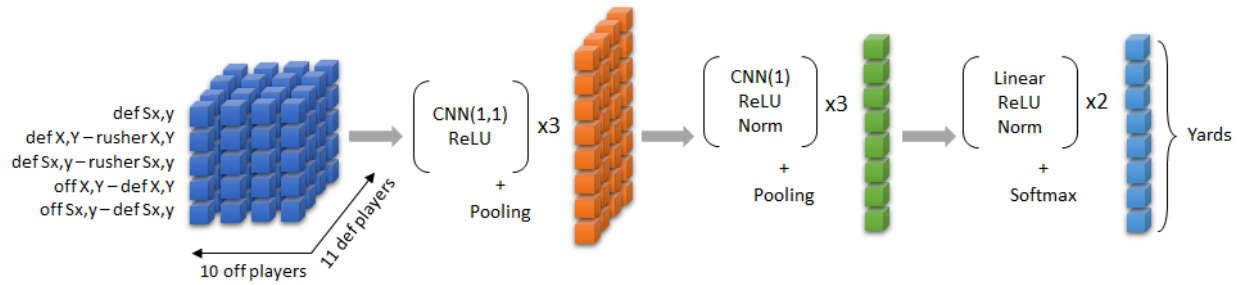 def Sx,y
def X,Y – rusher X,Y
def Sx,y – rusher Sx,y
off X,Y – def X,Y
off Sx,y – def Sx,y
10 off players
11 def players
CNN(1,1)
ReLU
x3
+
Pooling
CNN(1)
ReLU
Norm
x3
+
Pooling
Linear
ReLU
Norm
x2
+
Softmax
Yards